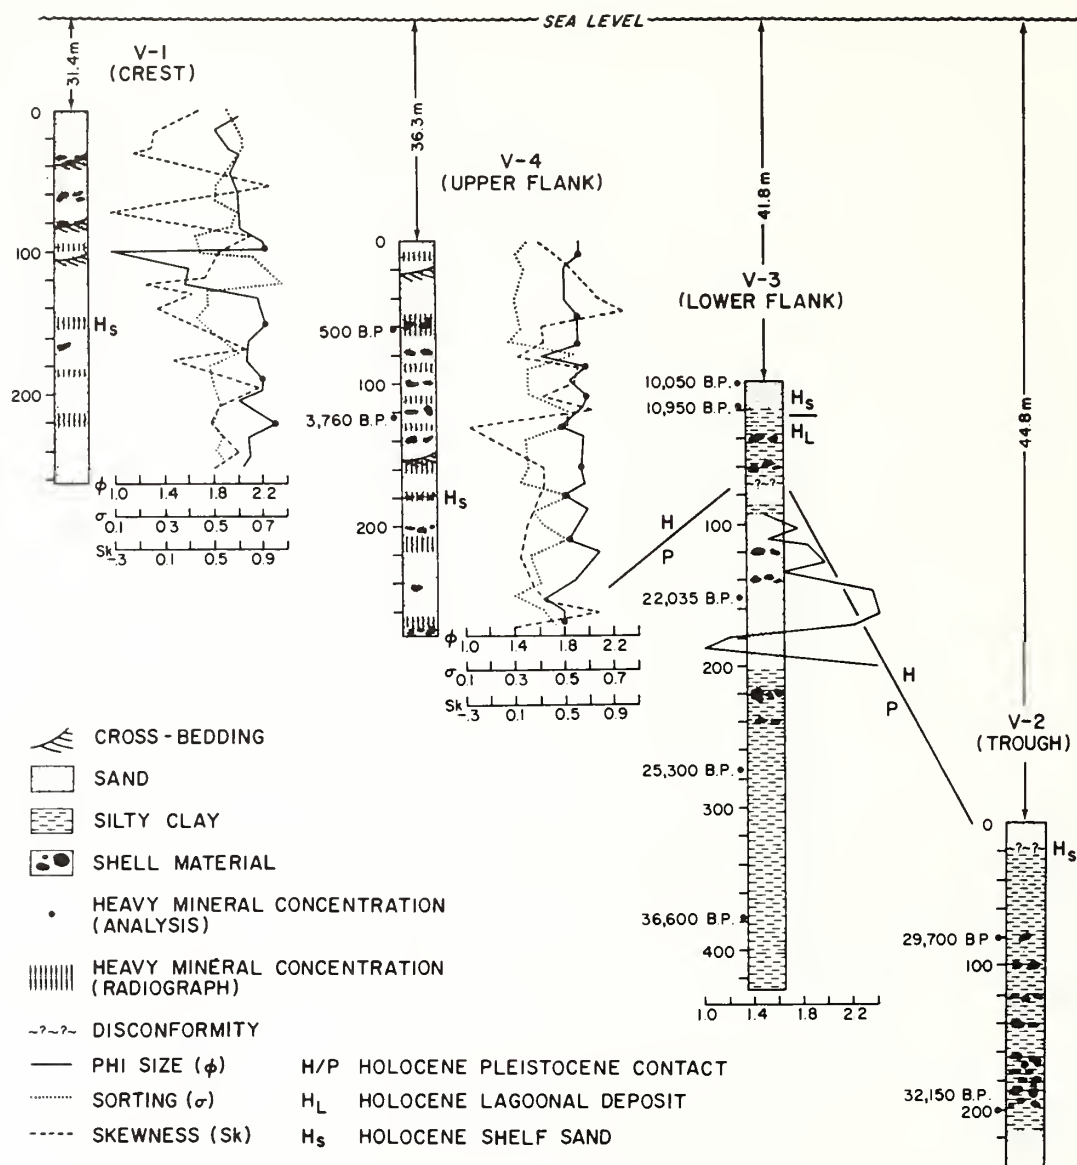 SEA LEVEL
31.4m
V-1
(CREST)
0
100
200
Hs
φ 1.0 1.4 1.8 2.2
σ 0.1 0.3 0.5 0.7
Sk -.3 0.1 0.5 0.9
36.3m
V-4
(UPPER FLANK)
0
500 B.P.
100
3,760 B.P.
Hs
200
φ 1.0 1.4 1.8 2.2
σ 0.1 0.3 0.5 0.7
Sk -.3 0.1 0.5 0.9
41.8m
V-3
(LOWER FLANK)
10,050 B.P.
10,950 B.P.
Hs
HL
H
P
100
22,035 B.P.
200
H
P
25,300 B.P.
300
36,600 B.P.
400
1.0 1.4 1.8 2.2
44.8m
V-2
(TROUGH)
0
~?~?~
Hs
29,700 B P
100
32,150 B.P.
200
CROSS-BEDDING
SAND
SILTY CLAY
SHELL MATERIAL
HEAVY MINERAL CONCENTRATION
(ANALYSIS)
HEAVY MINERAL CONCENTRATION
(RADIOGRAPH)
~?~?~ DISCONFORMITY
PHI SIZE (φ)
SORTING (σ)
SKEWNESS (Sk)
H/P HOLOCENE PLEISTOCENE CONTACT
HL HOLOCENE LAGOONAL DEPOSIT
Hs HOLOCENE SHELF SAND